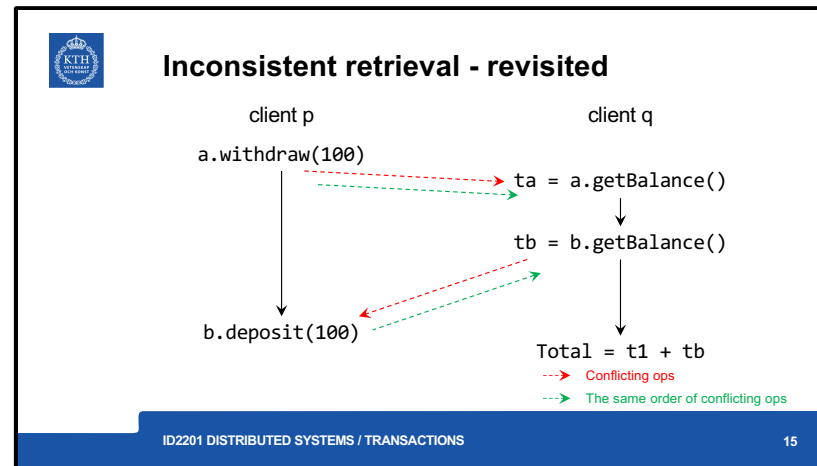 KTH
VETENSKAP
OCH KONST
Inconsistent retrieval - revisited
client p
client q
a.withdraw(100)
ta = a.getBalance()
tb = b.getBalance()
b.deposit(100)
Total = t1 + tb
Conflicting ops
The same order of conflicting ops
ID2201 DISTRIBUTED SYSTEMS / TRANSACTIONS
15